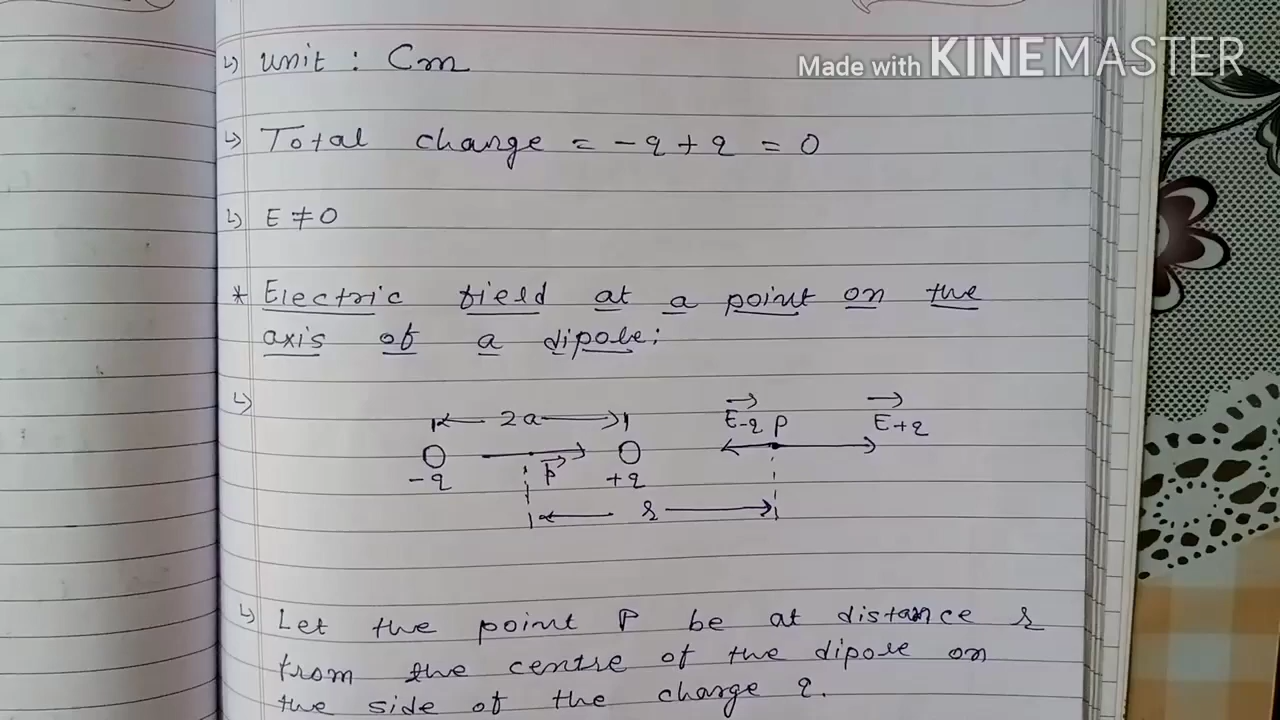 Made with KINEMASTER
↳ unit : Cm
↳ Total charge = -q + q = 0
↳ E ≠ 0
* Electric field at a point on the
axis of a dipole:
↳
2a
E-q P E+q
-q p +q
r
↳ Let the point P be at distance r
from the centre of the dipole on
the side of the charge q.